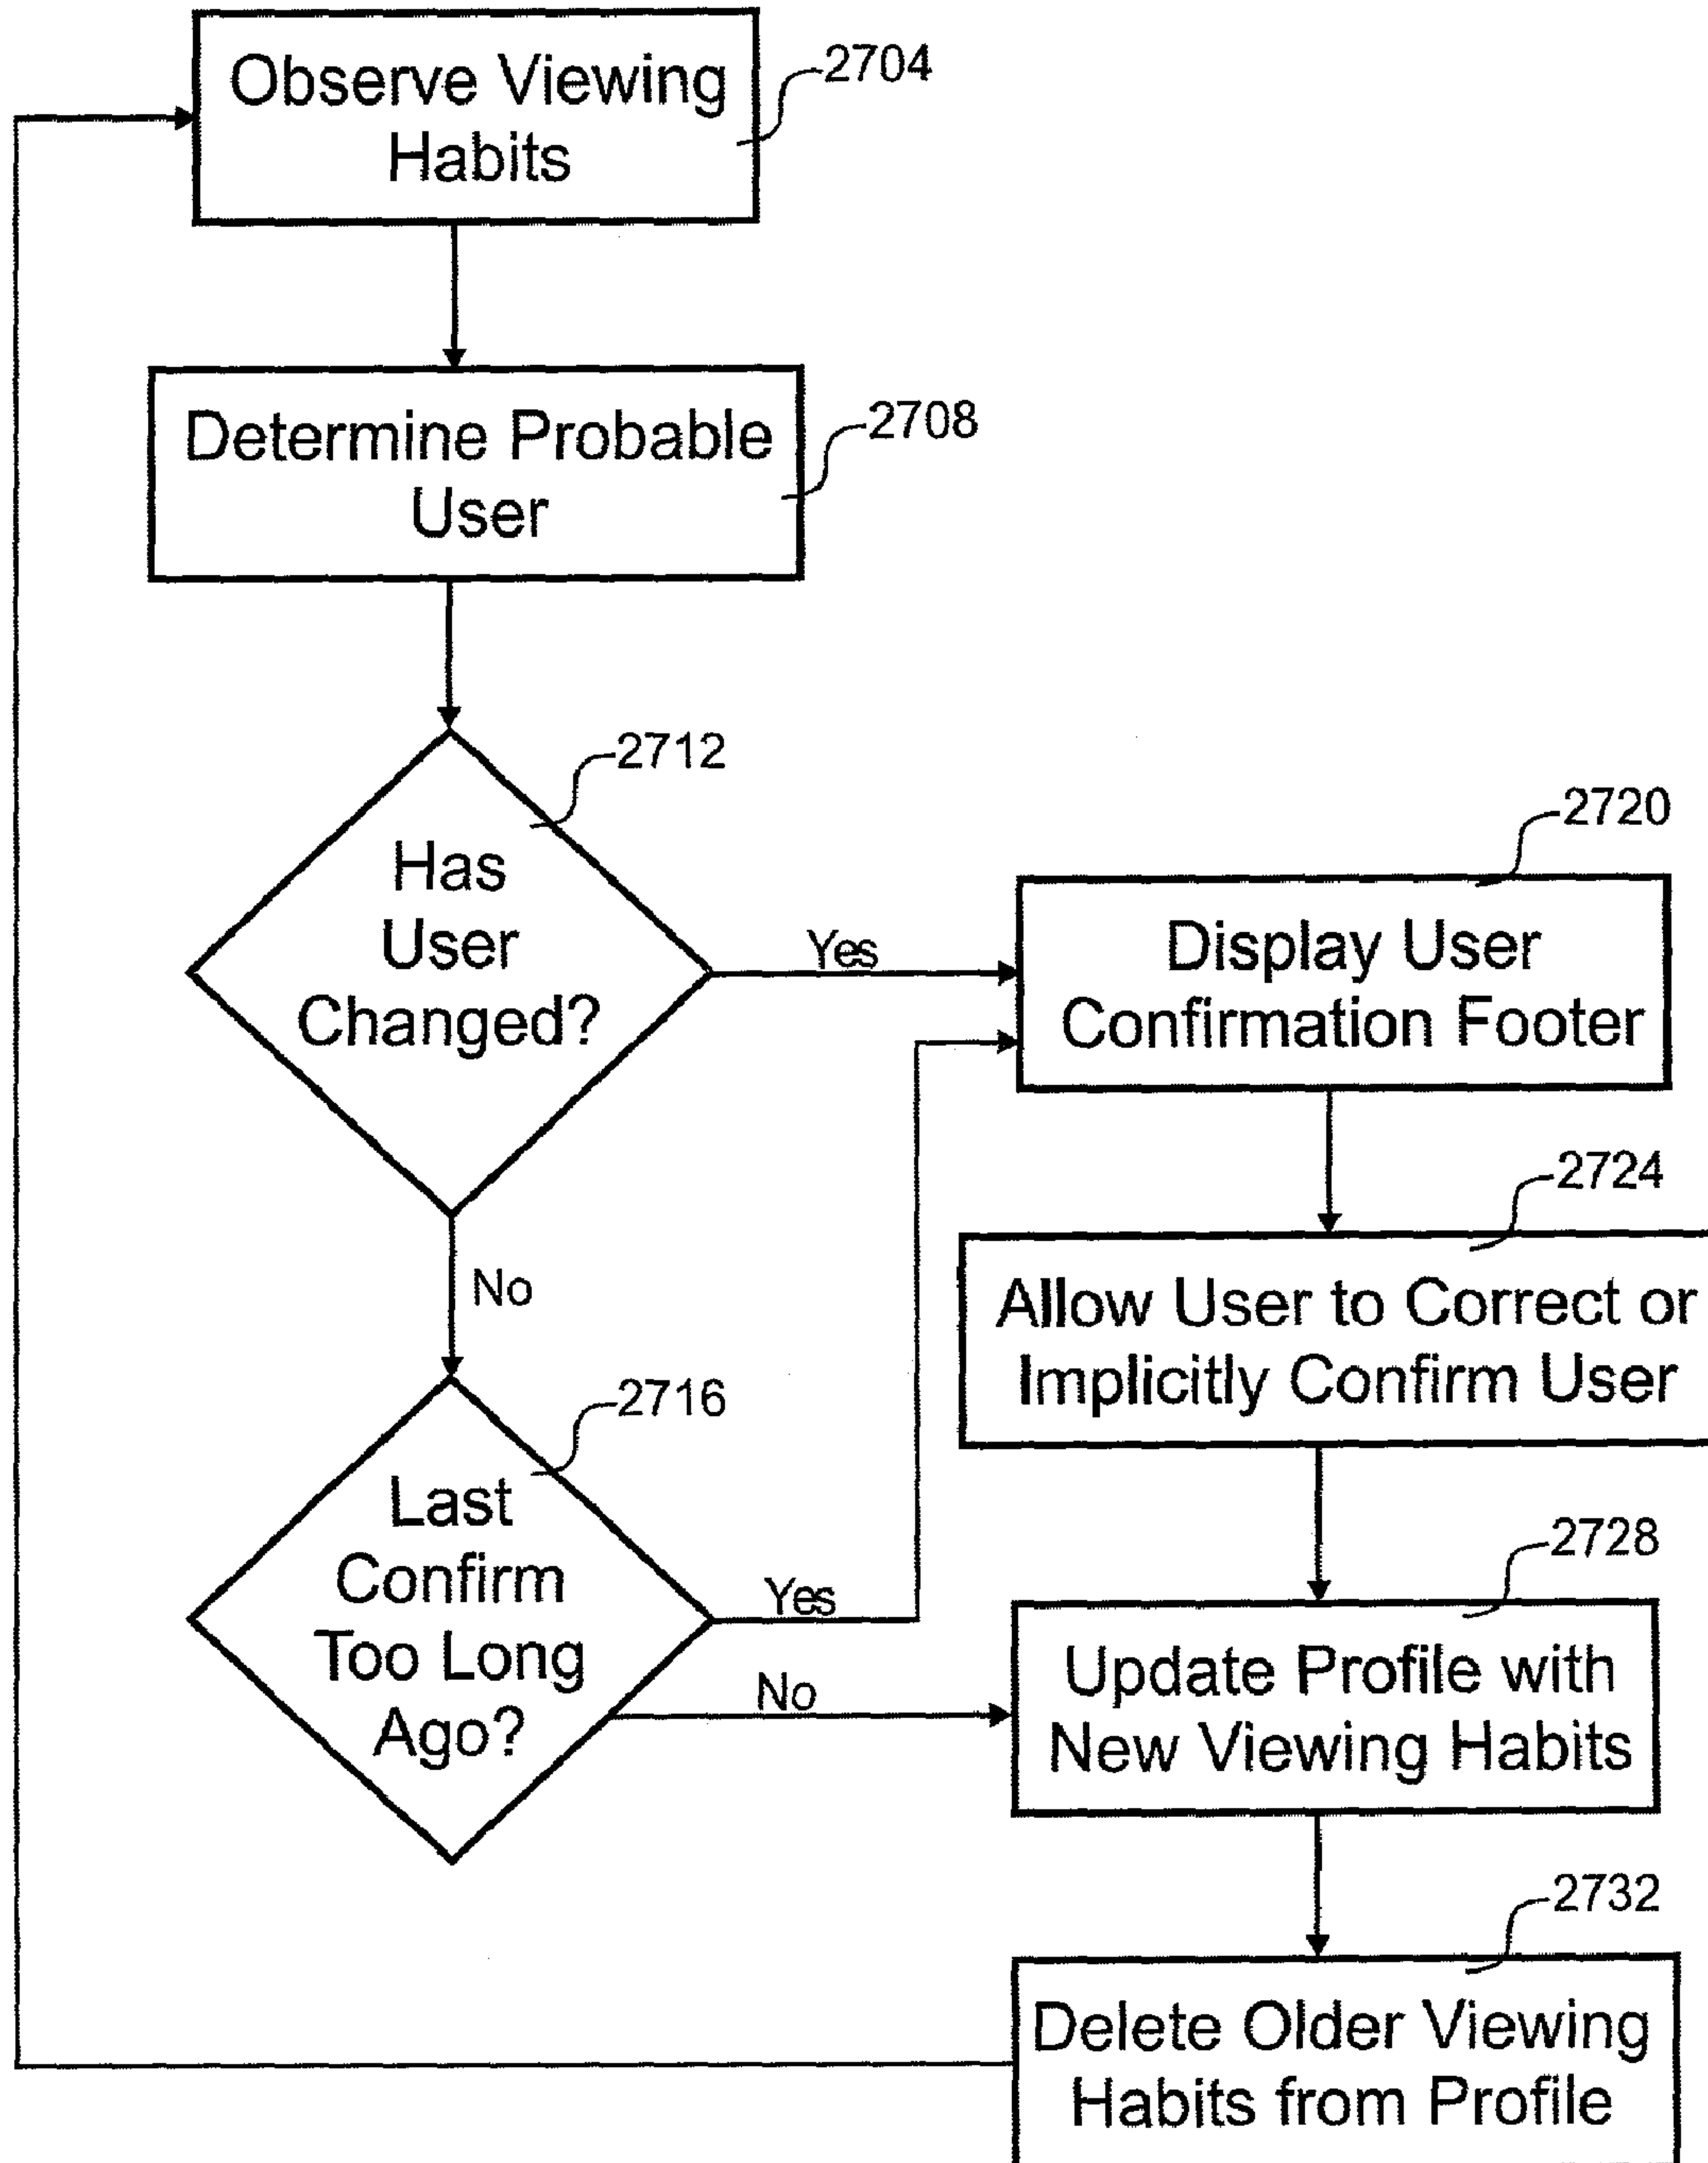 Observe Viewing
Habits
2704
Determine Probable
User
2708
2712
Has
User
Changed?
Yes
No
2720
Display User
Confirmation Footer
2724
Allow User to Correct or
Implicitly Confirm User
2716
Last
Confirm
Too Long
Ago?
Yes
No
2728
Update Profile with
New Viewing Habits
2732
Delete Older Viewing
Habits from Profile